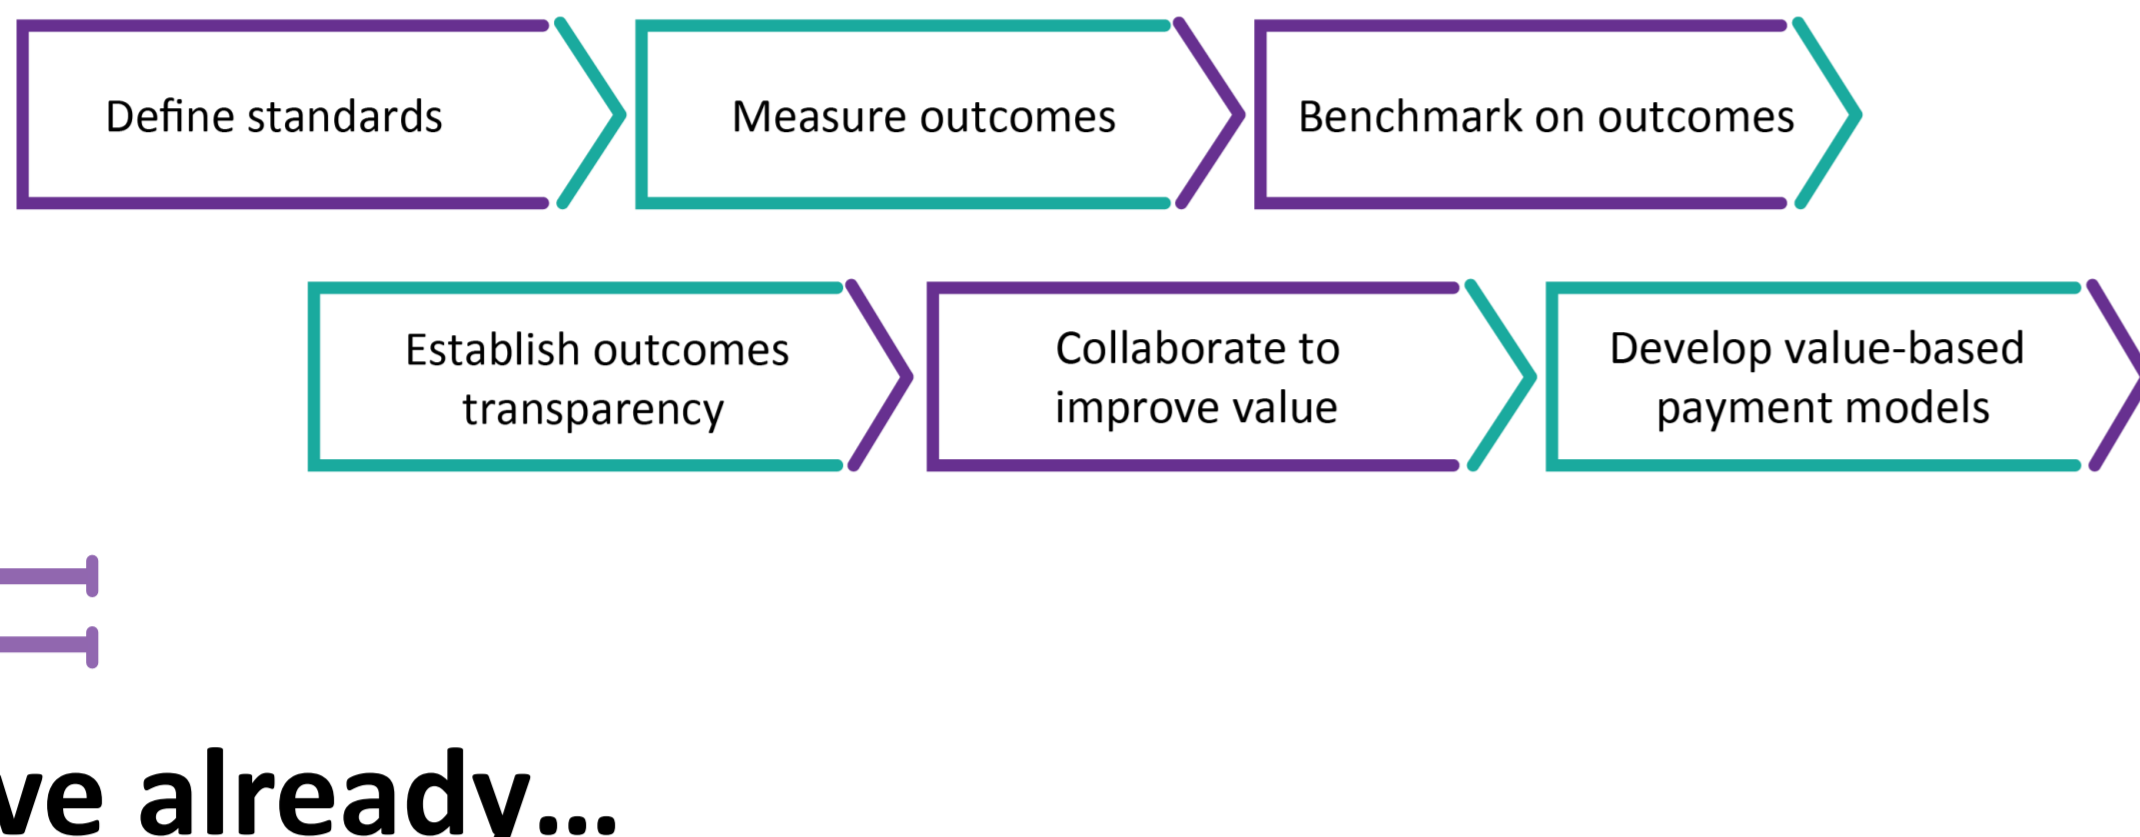 Define standards
Measure outcomes
Benchmark on outcomes
Establish outcomes
transparency
Collaborate to
improve value
Develop value-based
payment models
ve already...